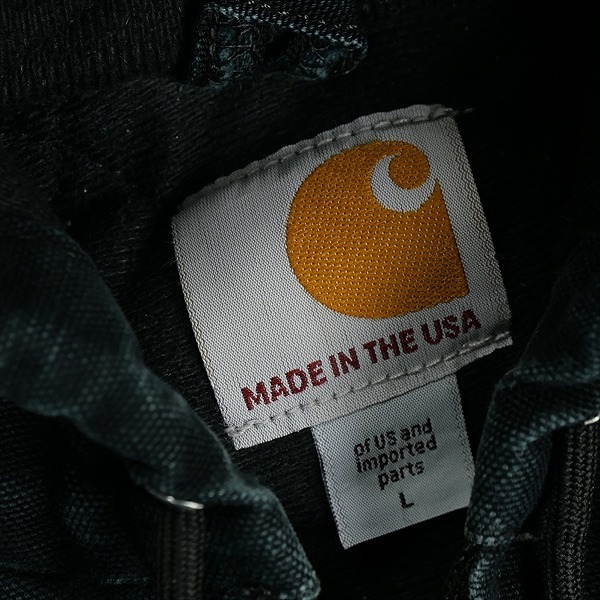 MADE IN THE USA
of US and
imported
parts
L